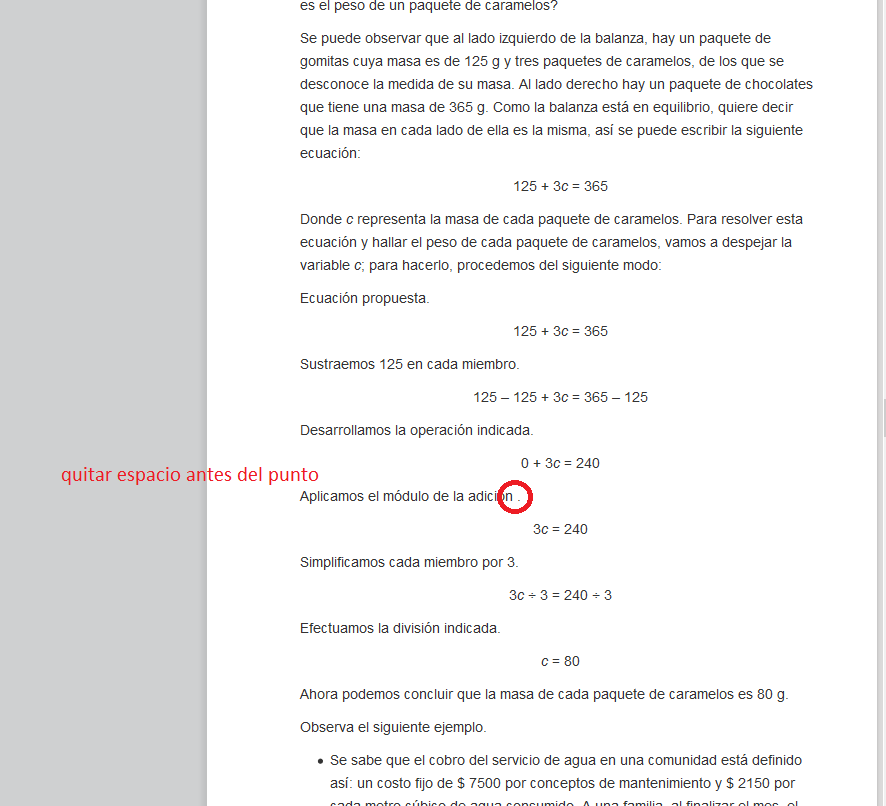 es el peso de un paquete de caramelos?
Se puede observar que al lado izquierdo de la balanza, hay un paquete de
gomitas cuya masa es de 125 g y tres paquetes de caramelos, de los que se
desconoce la medida de su masa. Al lado derecho hay un paquete de chocolates
que tiene una masa de 365 g. Como la balanza está en equilibrio, quiere decir
que la masa en cada lado de ella es la misma, así se puede escribir la siguiente
ecuación:
125 + 3c = 365
Donde c representa la masa de cada paquete de caramelos. Para resolver esta
ecuación y hallar el peso de cada paquete de caramelos, vamos a despejar la
variable c; para hacerlo, procedemos del siguiente modo:
Ecuación propuesta.
125 + 3c = 365
Sustraemos 125 en cada miembro.
125 – 125 + 3c = 365 – 125
Desarrollamos la operación indicada.
0 + 3c = 240
quitar espacio antes del punto
Aplicamos el módulo de la adición .
3c = 240
Simplificamos cada miembro por 3.
3c ÷ 3 = 240 ÷ 3
Efectuamos la división indicada.
c = 80
Ahora podemos concluir que la masa de cada paquete de caramelos es 80 g.
Observa el siguiente ejemplo.
• Se sabe que el cobro del servicio de agua en una comunidad está definido
así: un costo fijo de $ 7500 por conceptos de mantenimiento y $ 2150 por
cada metro cúbico de agua consumido. A una familia, al finalizar el mes, el